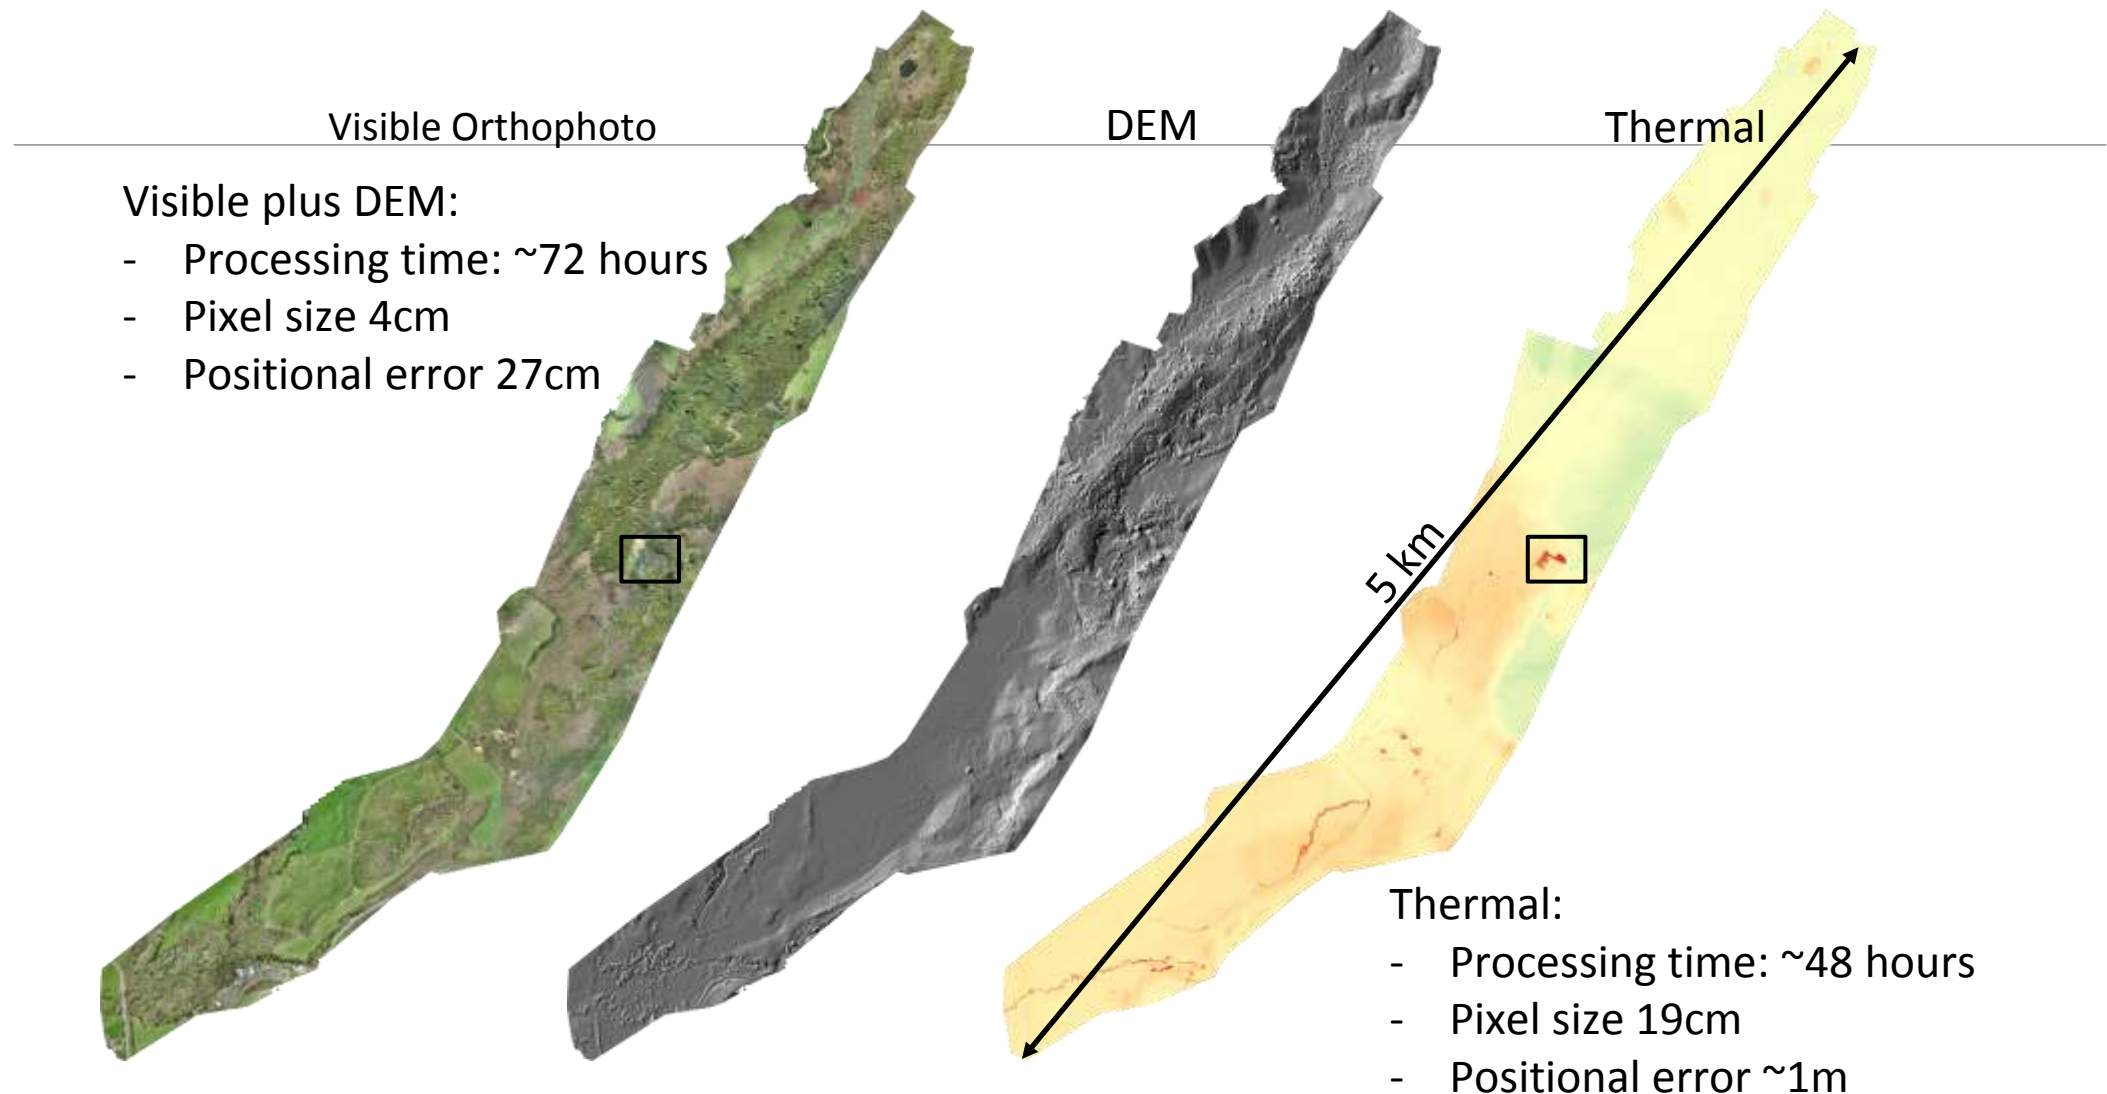 Visible Orthophoto
DEM
Thermal
Visible plus DEM:
- Processing time: ~72 hours
- Pixel size 4cm
- Positional error 27cm
5 km
Thermal:
- Processing time: ~48 hours
- Pixel size 19cm
- Positional error ~1m